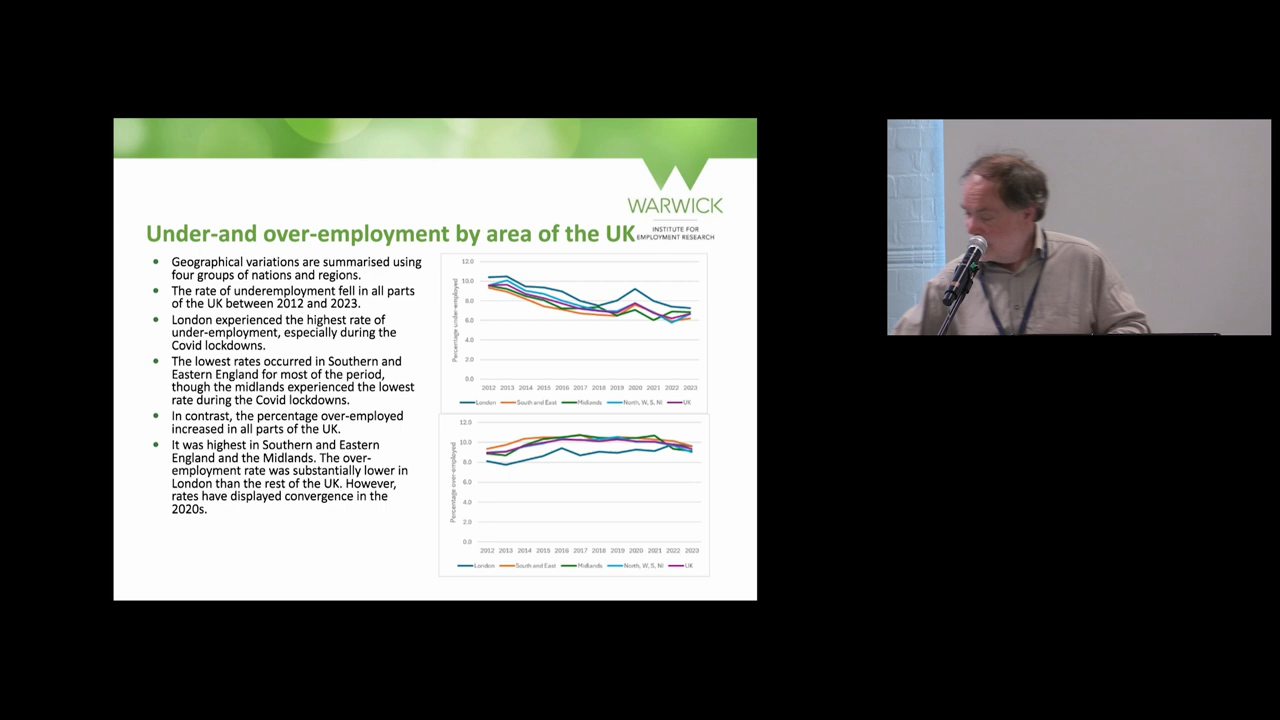 WARWICK
INSTITUTE FOR
EMPLOYMENT RESEARCH
Under-and over-employment by area of the UK
• Geographical variations are summarised using
four groups of nations and regions.
• The rate of underemployment fell in all parts
of the UK between 2012 and 2023.
• London experienced the highest rate of
under-employment, especially during the
Covid lockdowns.
• The lowest rates occurred in Southern and
Eastern England for most of the period,
though the midlands experienced the lowest
rate during the Covid lockdowns.
• In contrast, the percentage over-employed
increased in all parts of the UK.
• It was highest in Southern and Eastern
England and the Midlands. The over-
employment rate was substantially lower in
London than the rest of the UK. However,
rates have displayed convergence in the
2020s.
Percentage under-employed
12.0
10.0
8.0
6.0
4.0
2.0
0.0
2012 2013 2014 2015 2016 2017 2018 2019 2020 2021 2022 2023
London South and East Midlands North, W, S, NI UK
Percentage over-employed
12.0
10.0
8.0
6.0
4.0
2.0
0.0
2012 2013 2014 2015 2016 2017 2018 2019 2020 2021 2022 2023
London South and East Midlands North, W, S, NI UK